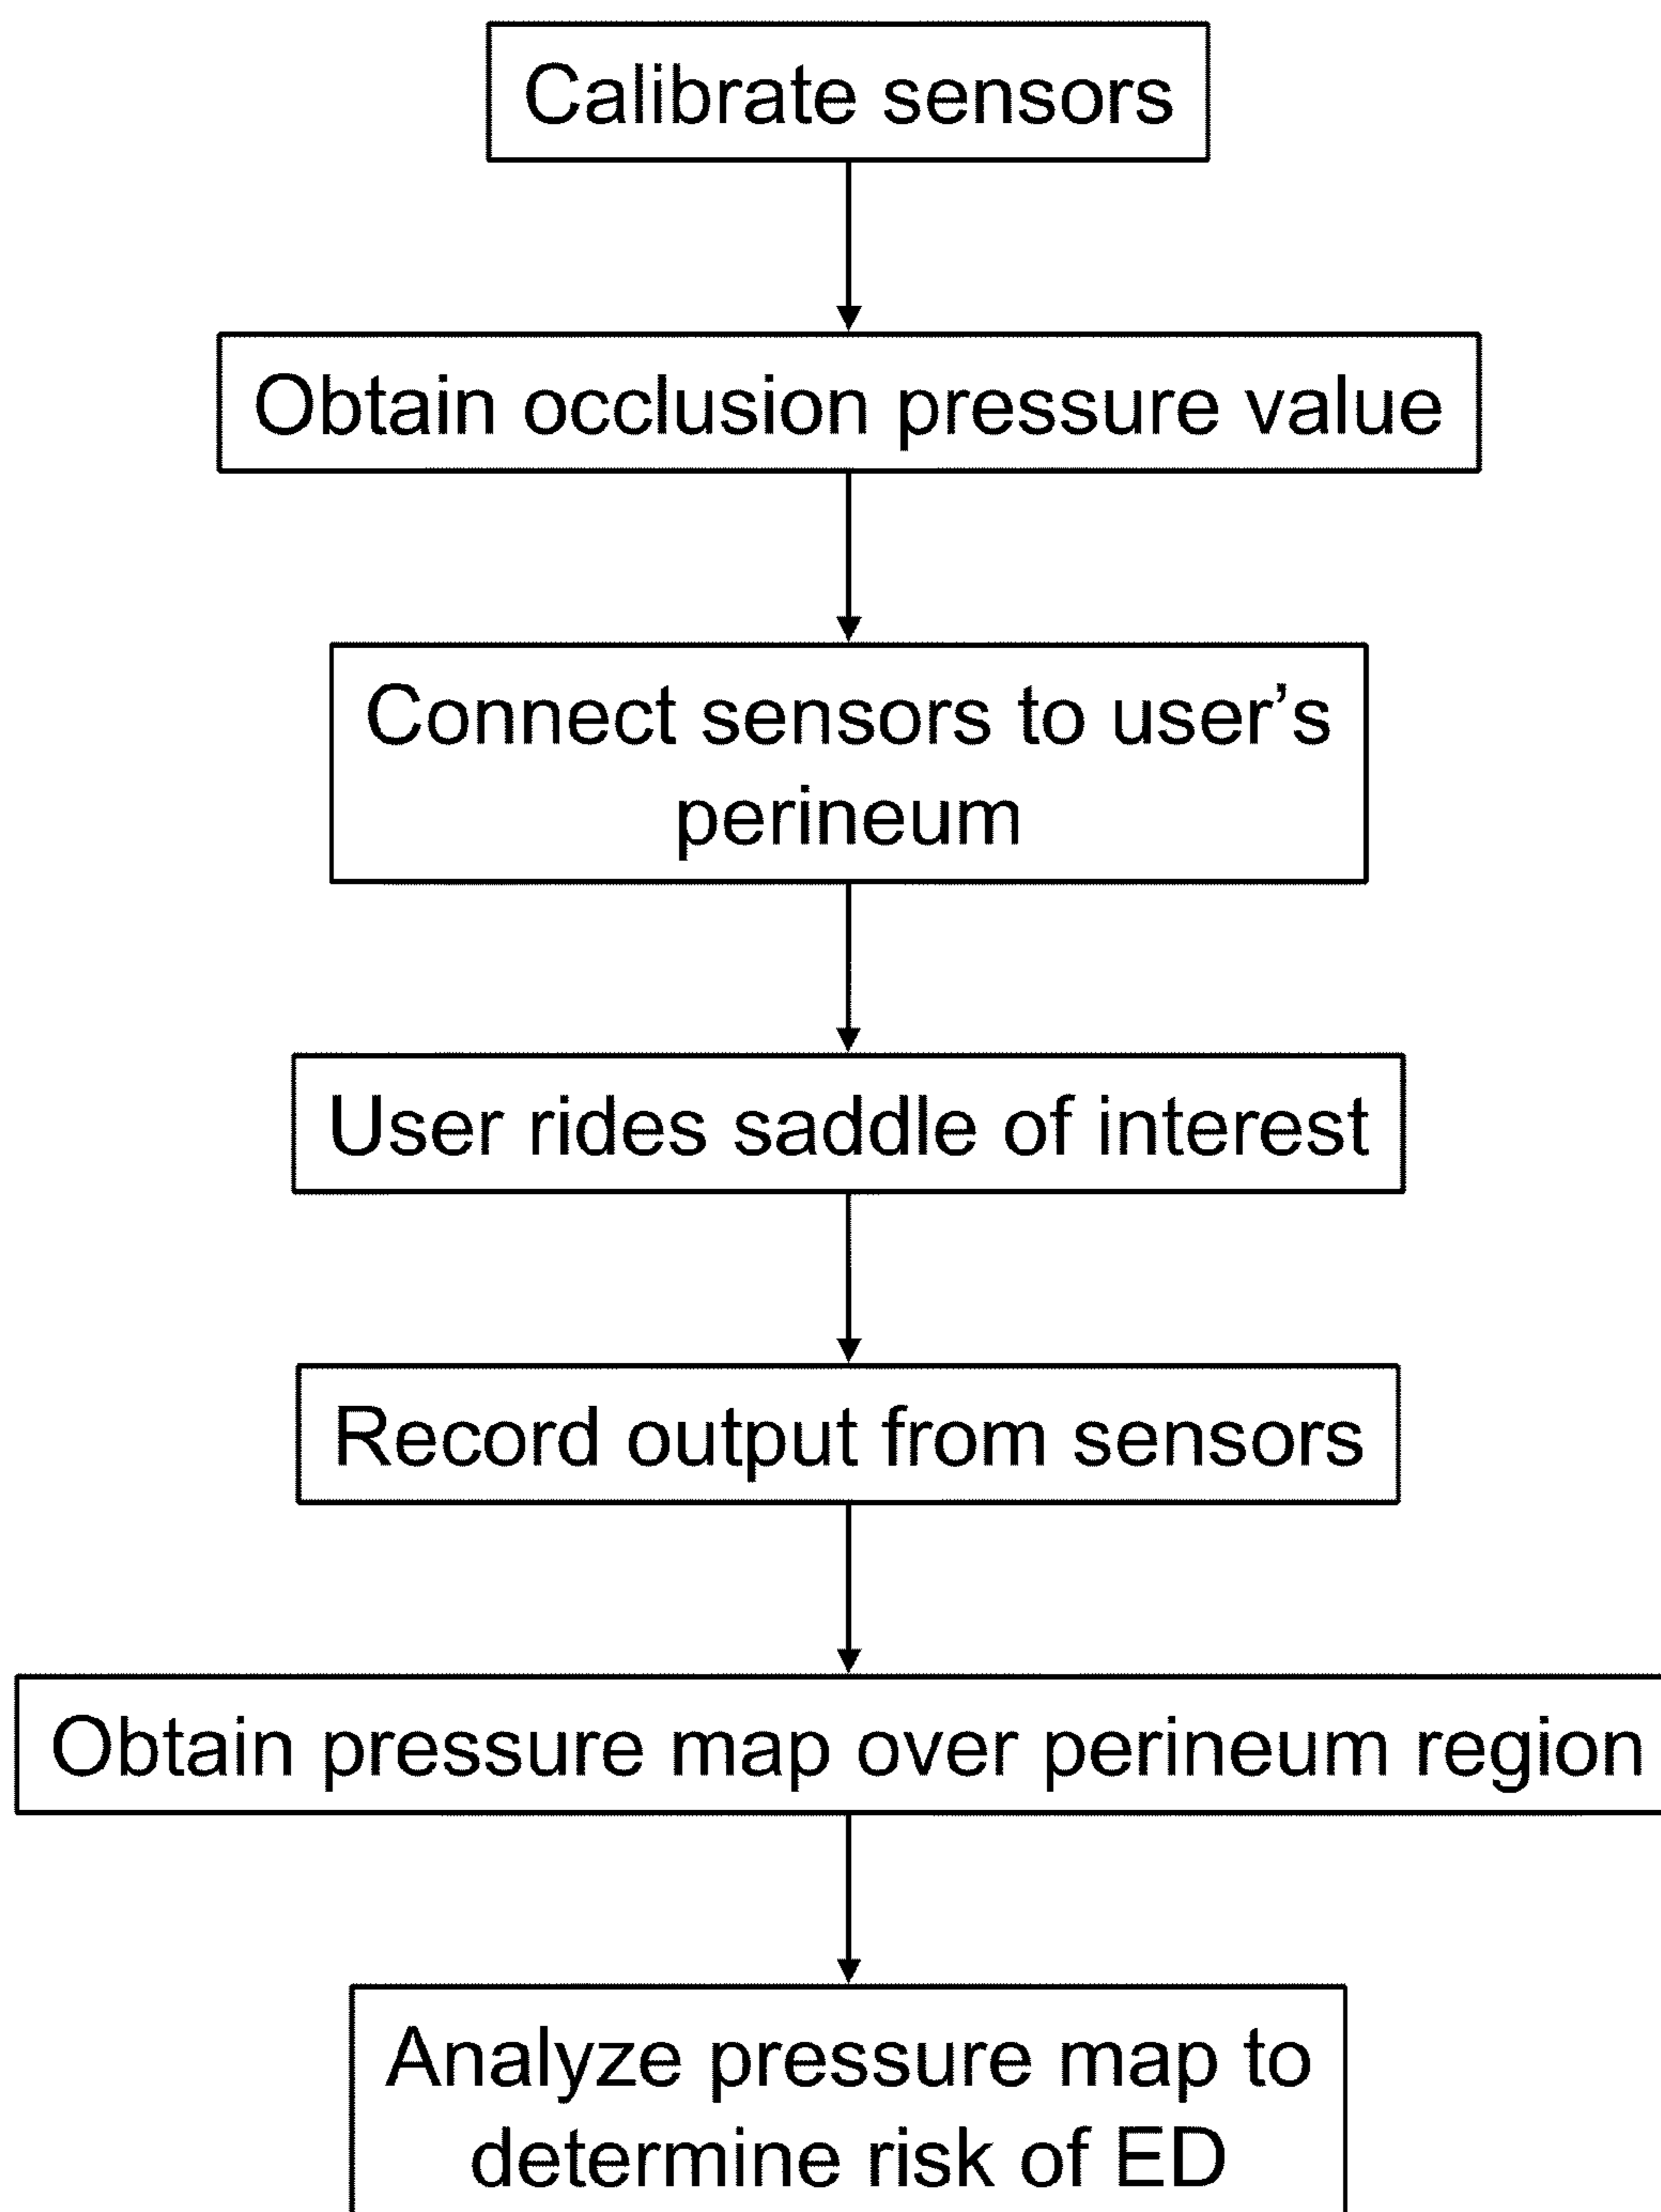 Calibrate sensors
Obtain occlusion pressure value
Connect sensors to user’s
perineum
User rides saddle of interest
Record output from sensors
Obtain pressure map over perineum region
Analyze pressure map to
determine risk of ED